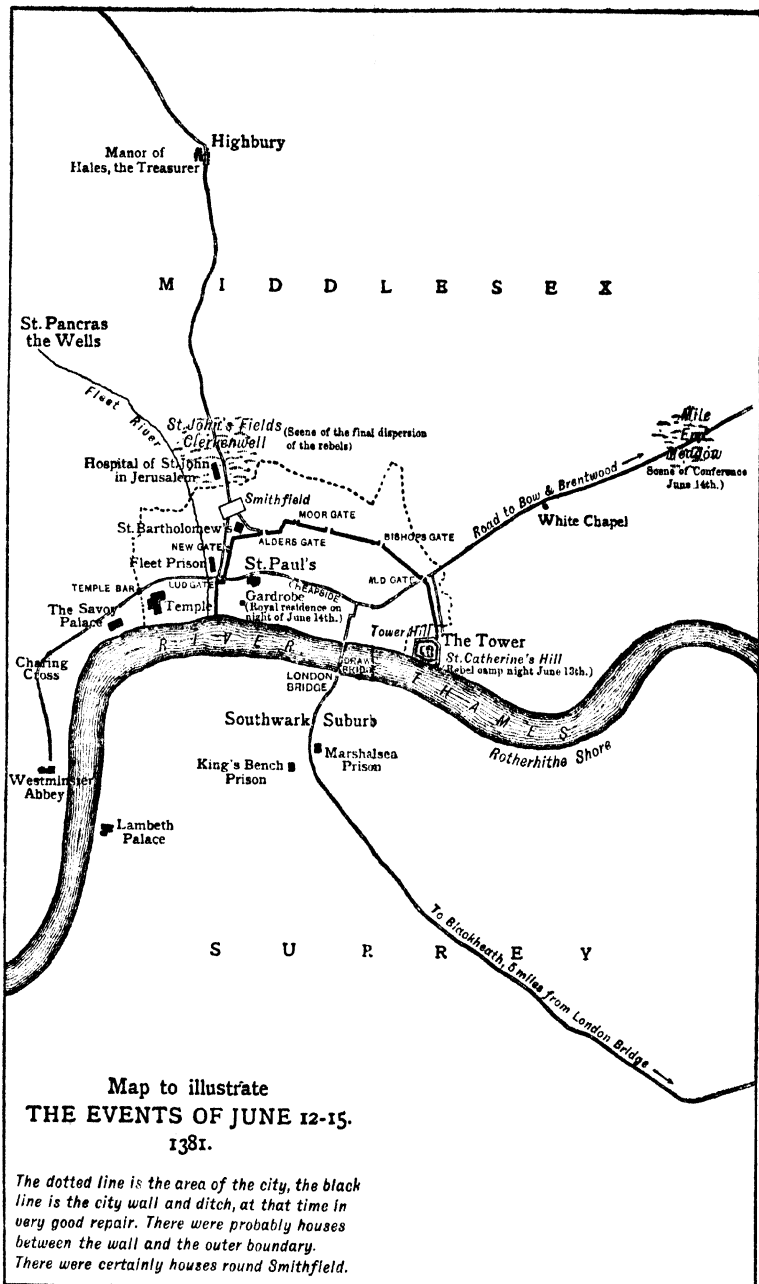 Highbury
Manor of
Hales, the Treasurer
MIDDLESEX
St. Pancras
the Wells
Fleet River
St. John's Fields
Clerkenwell
(Scene of the final dispersion
of the rebels)
Mile
End
Meadow
Scene of Conference
June 14th.)
Hospital of St. John
in Jerusalem
Smithfield
Road to Bow & Brentwood
White Chapel
St. Bartholomew's
MOOR GATE
ALDERS GATE
BISHOPS GATE
NEW GATE
Fleet Prison
St. Paul's
ALD GATE
TEMPLE BAR
LUD GATE
CHEAPSIDE
The Savoy
Palace
Temple
Gardrobe
(Royal residence on
night of June 14th.)
Tower Hill
The Tower
St. Catherine's Hill
Rebel camp night June 13th.)
RIVER THAMES
Charing
Cross
DRAW
BRIDGE
LONDON
BRIDGE
Southwark Suburb
Rotherhithe Shore
Marshalsea
Prison
King's Bench
Prison
Westminster
Abbey
Lambeth
Palace
To Blackheath, 5 miles from London Bridge
SURREY
Map to illustrate
THE EVENTS OF JUNE 12-15.
1381.
The dotted line is the area of the city, the black
line is the city wall and ditch, at that time in
very good repair. There were probably houses
between the wall and the outer boundary.
There were certainly houses round Smithfield.